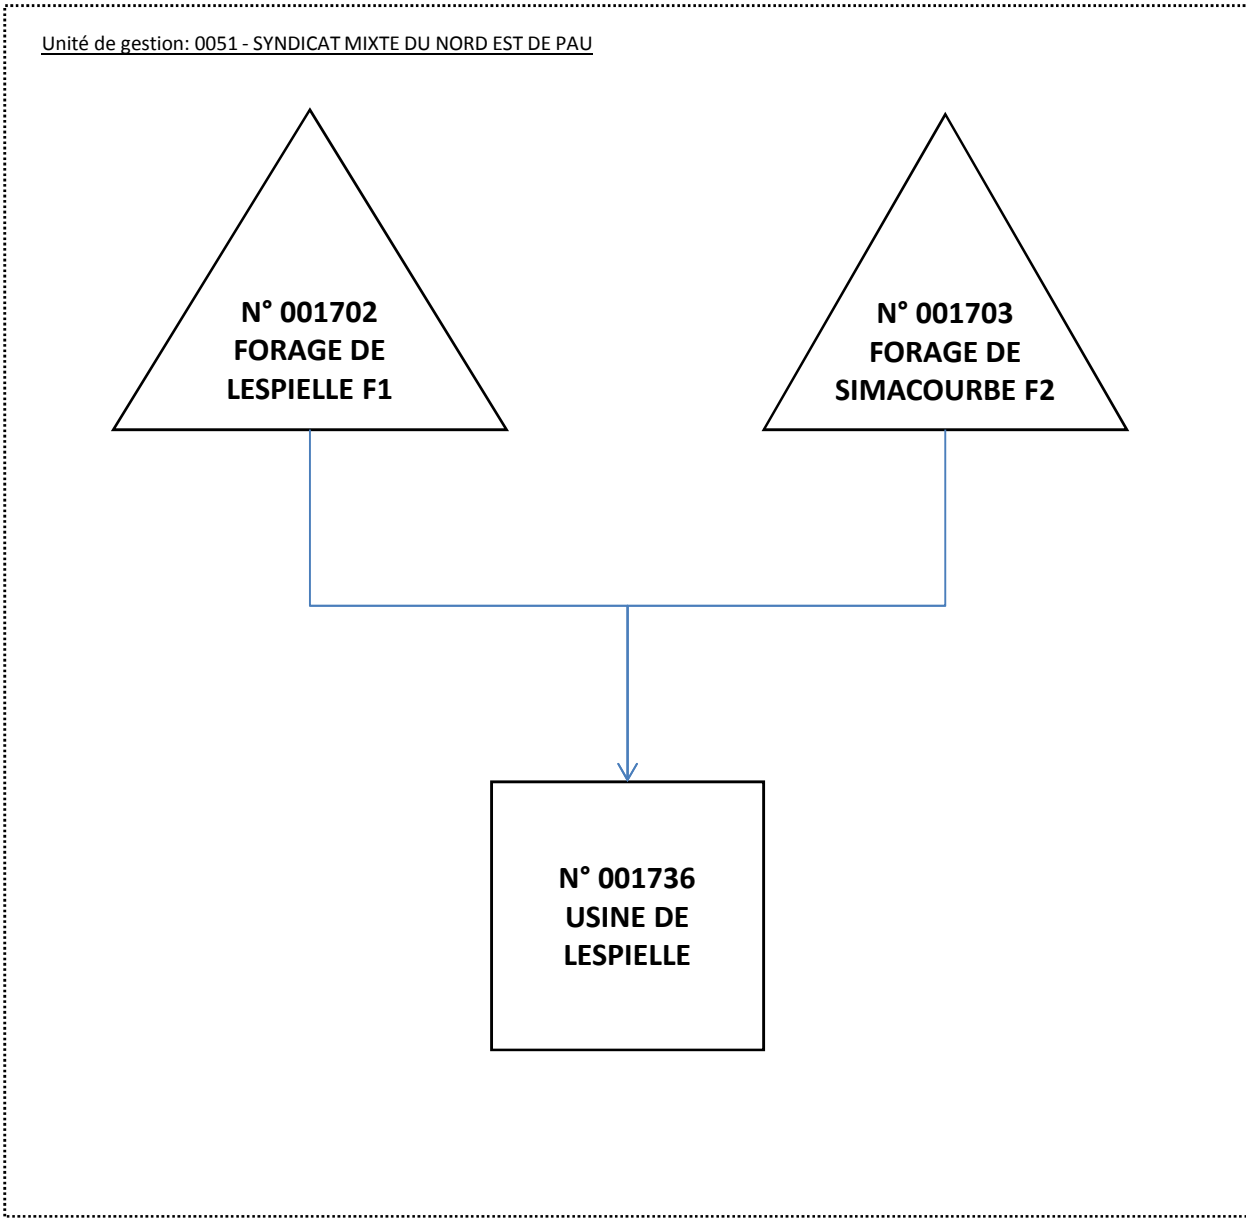 Unité de gestion: 0051 - SYNDICAT MIXTE DU NORD EST DE PAU
N° 001702
FORAGE DE
LESPIELLE F1
N° 001703
FORAGE DE
SIMACOURBE F2
N° 001736
USINE DE
LESPIELLE